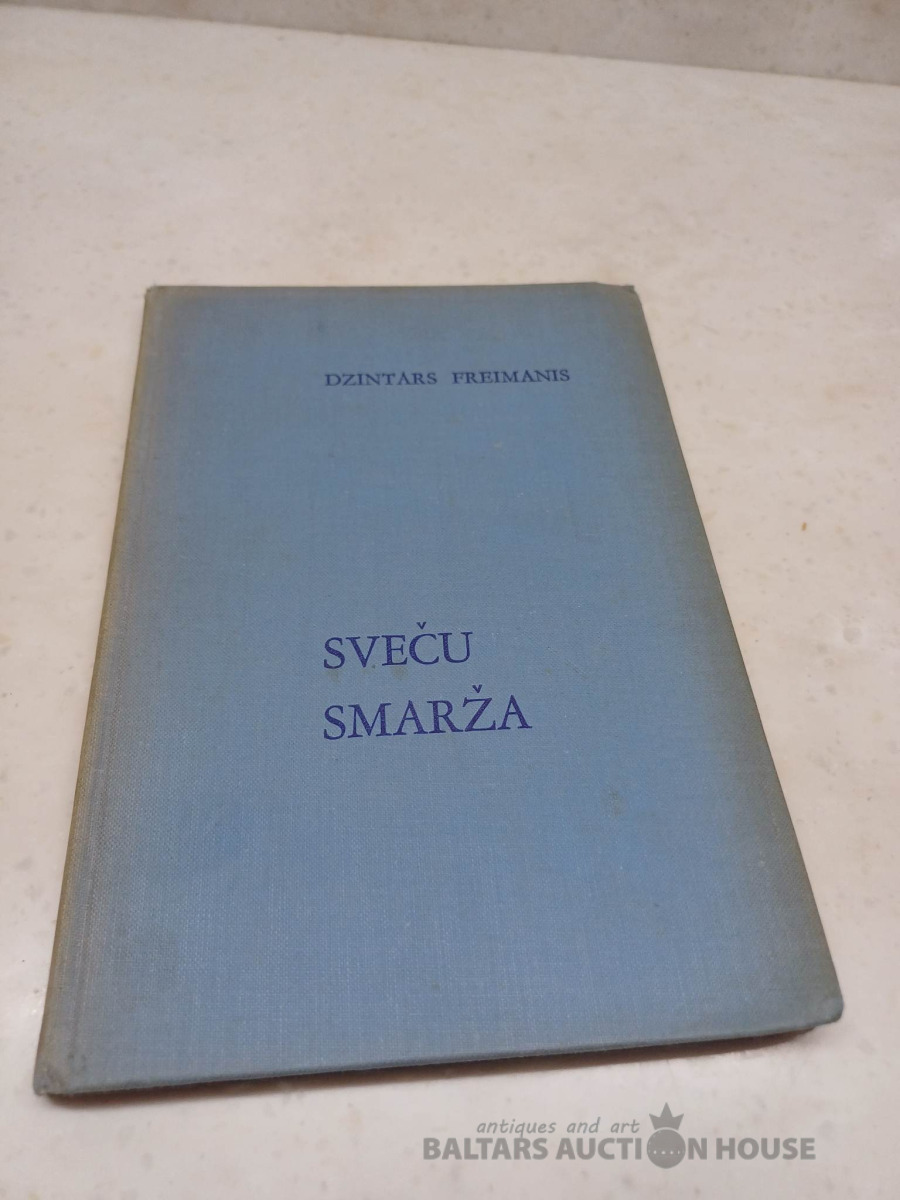 DZINTARS FREIMANIS
SVEČU
SMARŽA
antiques and art
BALTARS AUCTION HOUSE